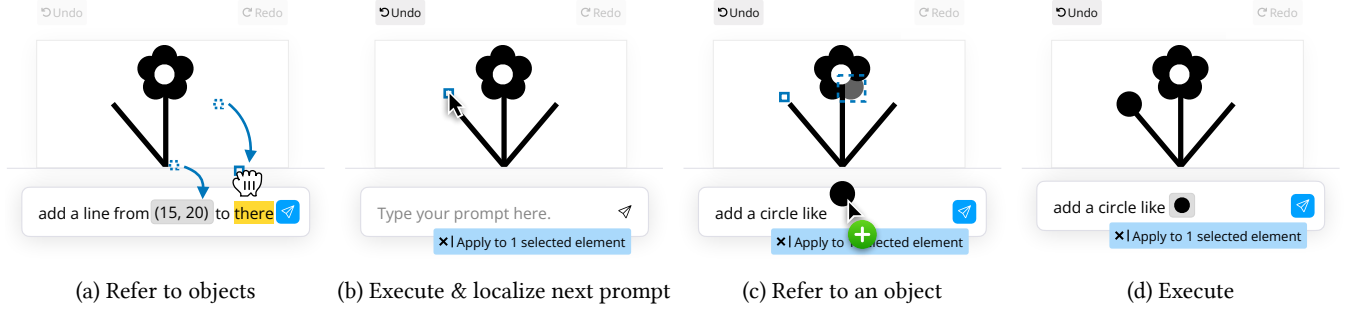 Undo
Redo
add a line from (15, 20) to there
(a) Refer to objects
Undo
Redo
Type your prompt here.
Apply to 1 selected element
(b) Execute & localize next prompt
Undo
Redo
add a circle like
Apply to selected element
(c) Refer to an object
Undo
Redo
add a circle like
Apply to 1 selected element
(d) Execute